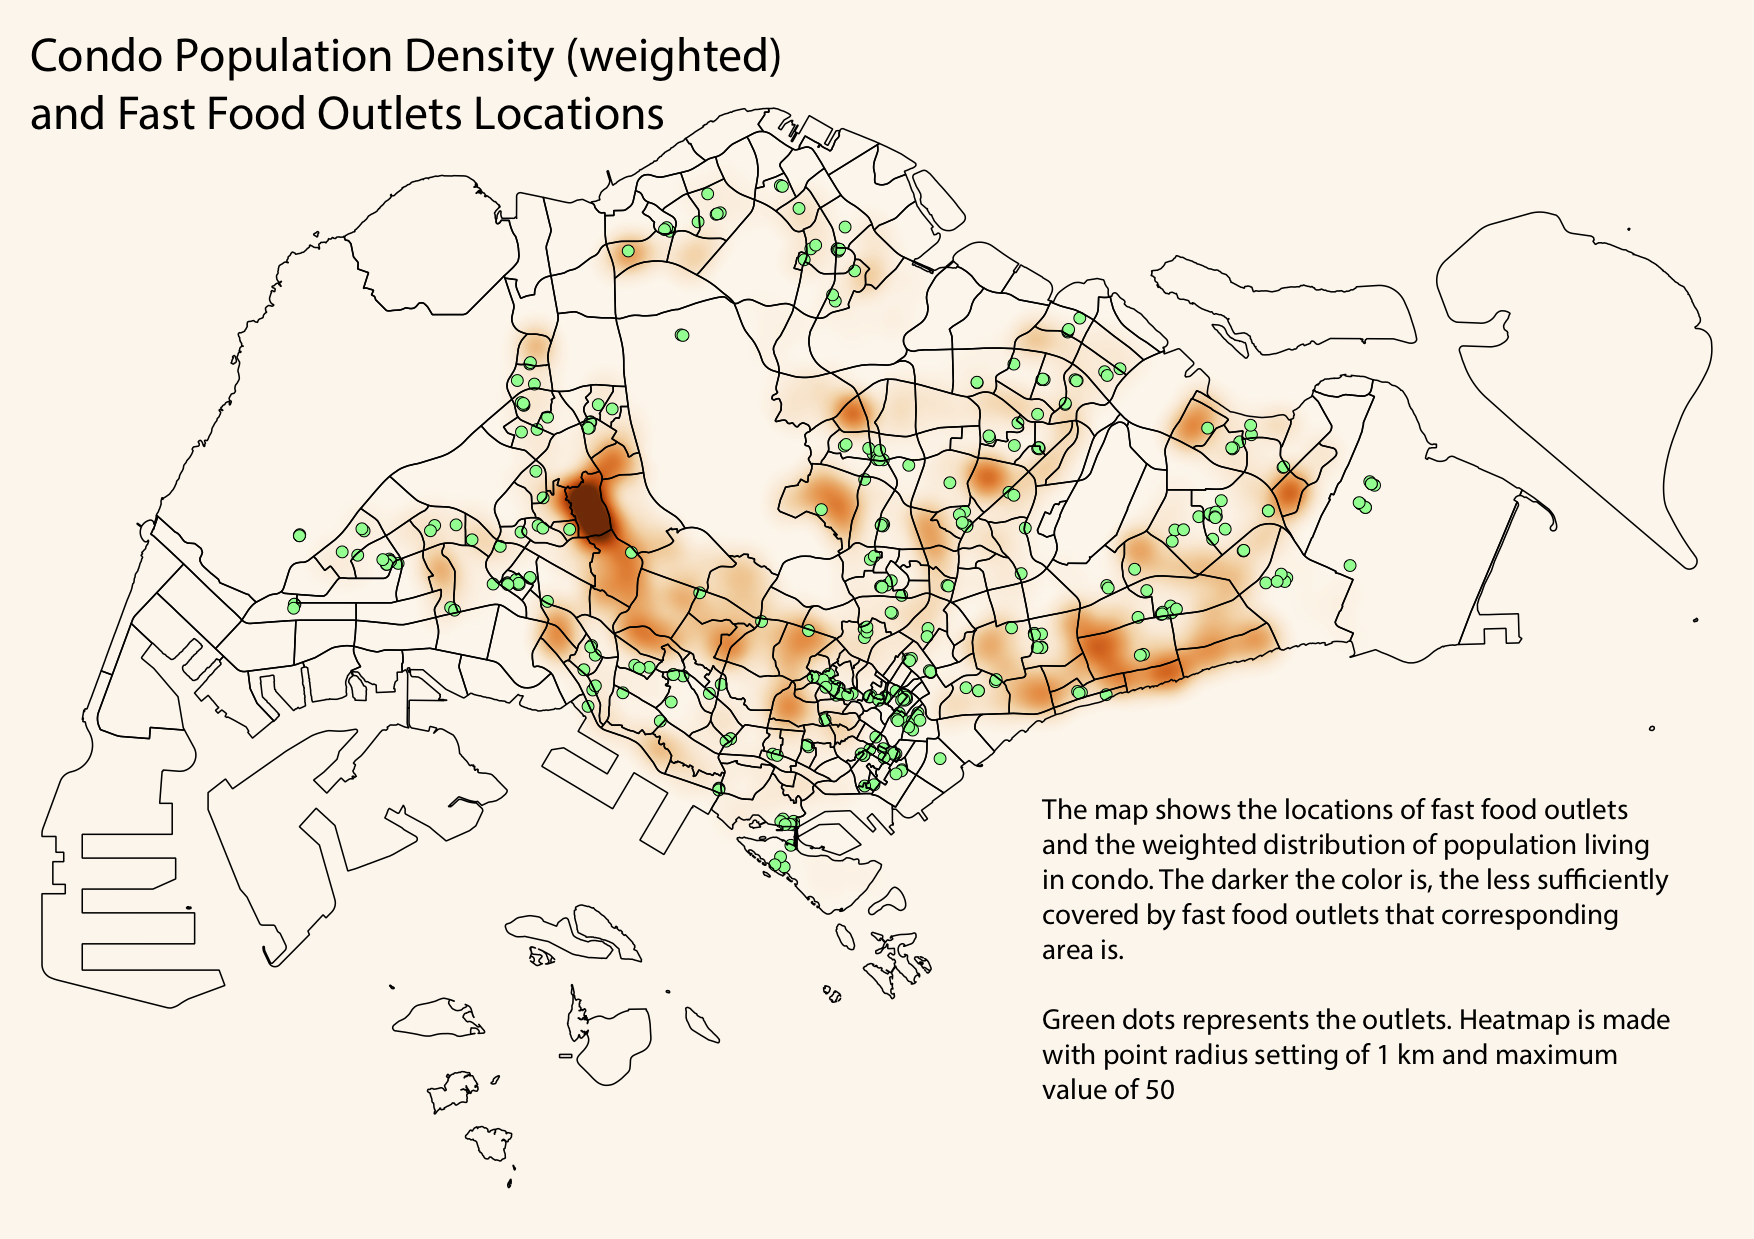 Condo Population Density (weighted)
and Fast Food Outlets Locations
The map shows the locations of fast food outlets
and the weighted distribution of population living
in condo. The darker the color is, the less sufficiently
covered by fast food outlets that corresponding
area is.
Green dots represents the outlets. Heatmap is made
with point radius setting of 1 km and maximum
value of 50